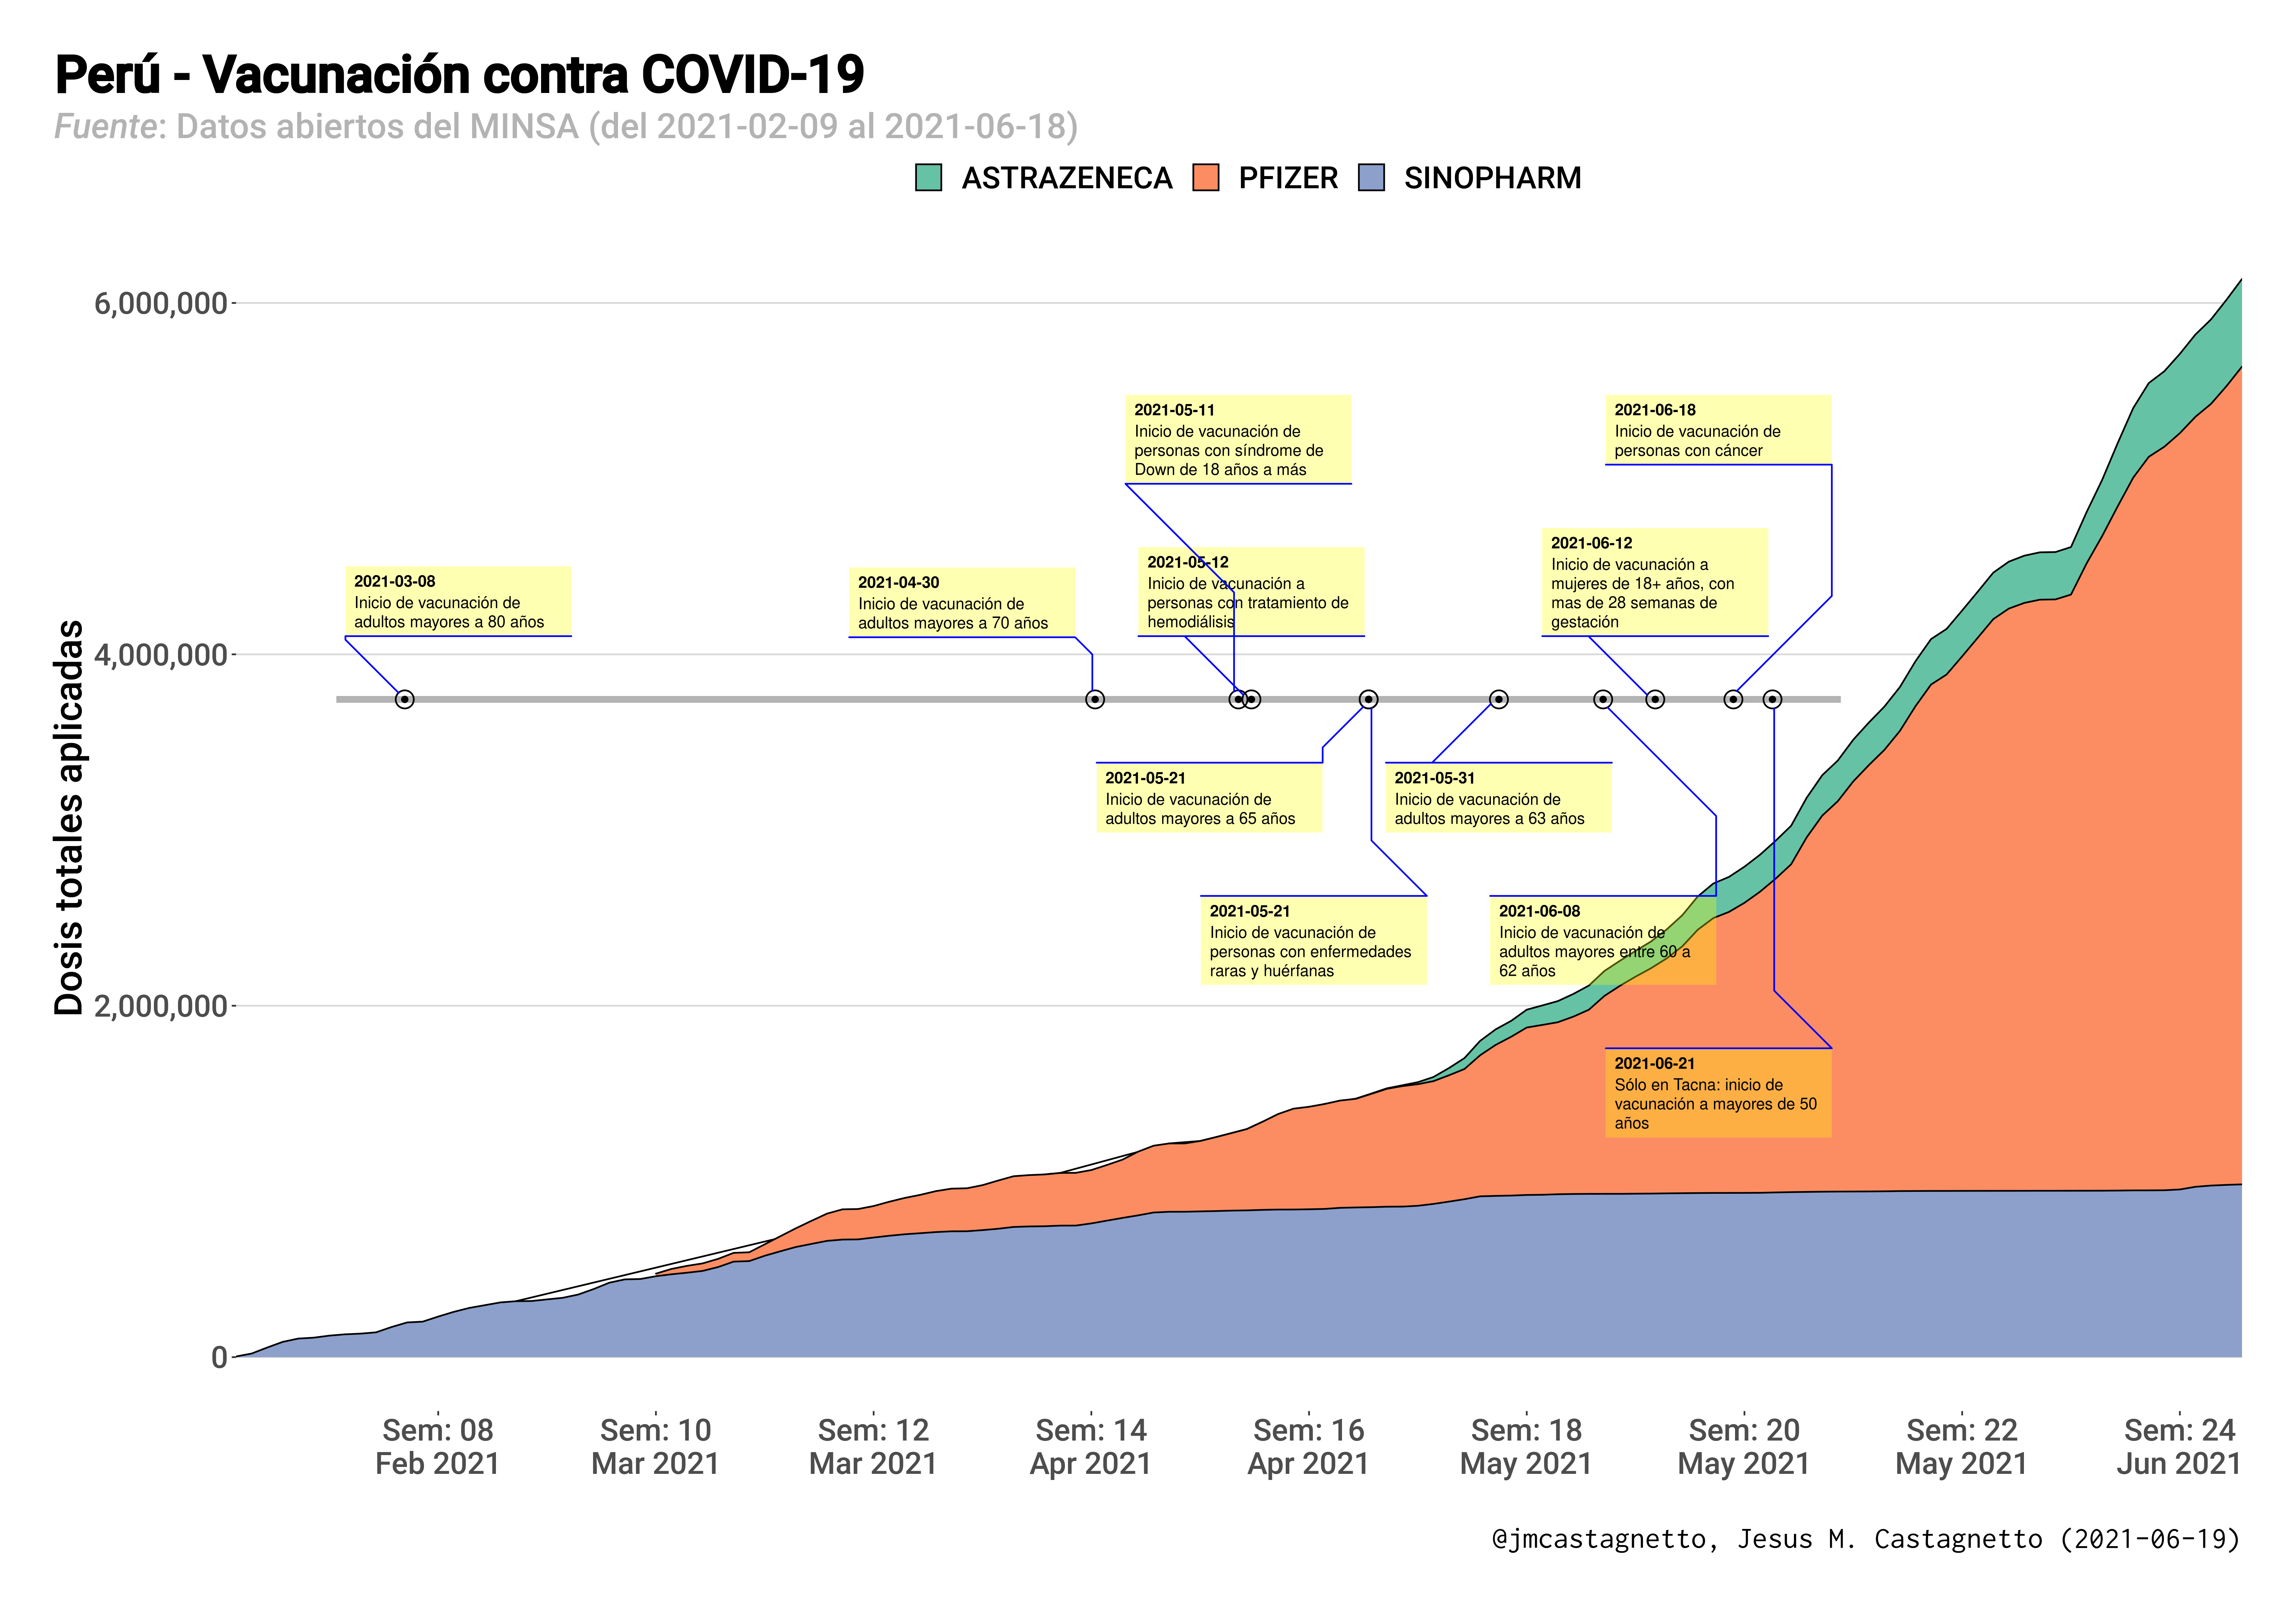 Perú - Vacunación contra COVID-19
Fuente: Datos abiertos del MINSA (del 2021-02-09 al 2021-06-18)
ASTRAZENECA PFIZER SINOPHARM
Dosis totales aplicadas
6,000,000
4,000,000
2,000,000
0
2021-05-11
Inicio de vacunación de
personas con síndrome de
Down de 18 años a más
2021-06-18
Inicio de vacunación de
personas con cáncer
2021-03-08
Inicio de vacunación de
adultos mayores a 80 años
2021-04-30
Inicio de vacunación de
adultos mayores a 70 años
2021-05-12
Inicio de vacunación a
personas con tratamiento de
hemodiálisis
2021-06-12
Inicio de vacunación a
mujeres de 18+ años, con
mas de 28 semanas de
gestación
2021-05-21
Inicio de vacunación de
adultos mayores a 65 años
2021-05-31
Inicio de vacunación de
adultos mayores a 63 años
2021-05-21
Inicio de vacunación de
personas con enfermedades
raras y huérfanas
2021-06-08
Inicio de vacunación de
adultos mayores entre 60 a
62 años
2021-06-21
Sólo en Tacna: inicio de
vacunación a mayores de 50
años
Sem: 08
Feb 2021
Sem: 10
Mar 2021
Sem: 12
Mar 2021
Sem: 14
Apr 2021
Sem: 16
Apr 2021
Sem: 18
May 2021
Sem: 20
May 2021
Sem: 22
May 2021
Sem: 24
Jun 2021
@jmcastagnetto, Jesus M. Castagnetto (2021-06-19)